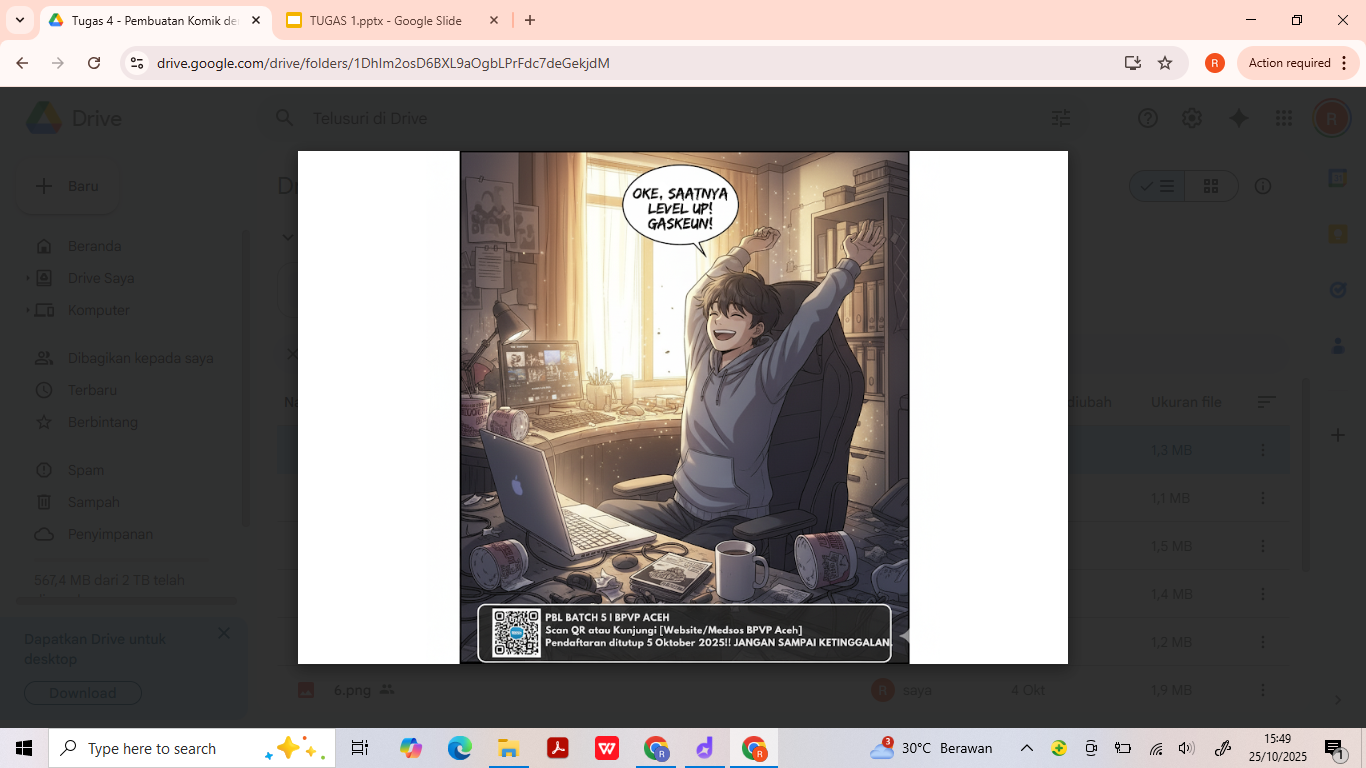 Tugas 4 - Pembuatan Komik de
TUGAS 1.pptx - Google Slide
drive.google.com/drive/folders/1DhIm2osD6BXL9aOgbLPrFdc7deGekjdM
R
Action required
Drive
Telusuri di Drive
R
Baru
Beranda
Drive Saya
Komputer
Dibagikan kepada saya
Terbaru
Berbintang
Spam
Sampah
Penyimpanan
567,4 MB dari 2 TB telah
Dapatkan Drive untuk
desktop
Download
OKE, SAATNYA
LEVEL UP!
GASKEUN!
PBL BATCH 5 | BPVP ACEH
Scan QR atau Kunjungi [Website/Medsos BPVP Aceh]
Pendaftaran ditutup 5 Oktober 2025!! JANGAN SAMPAI KETINGGALAN.
diubah
Ukuran file
1,3 MB
1,1 MB
1,5 MB
1,4 MB
1,2 MB
6.png
R
saya
4 Okt
1,9 MB
Type here to search
3
30°C Berawan
15:49
25/10/2025
1